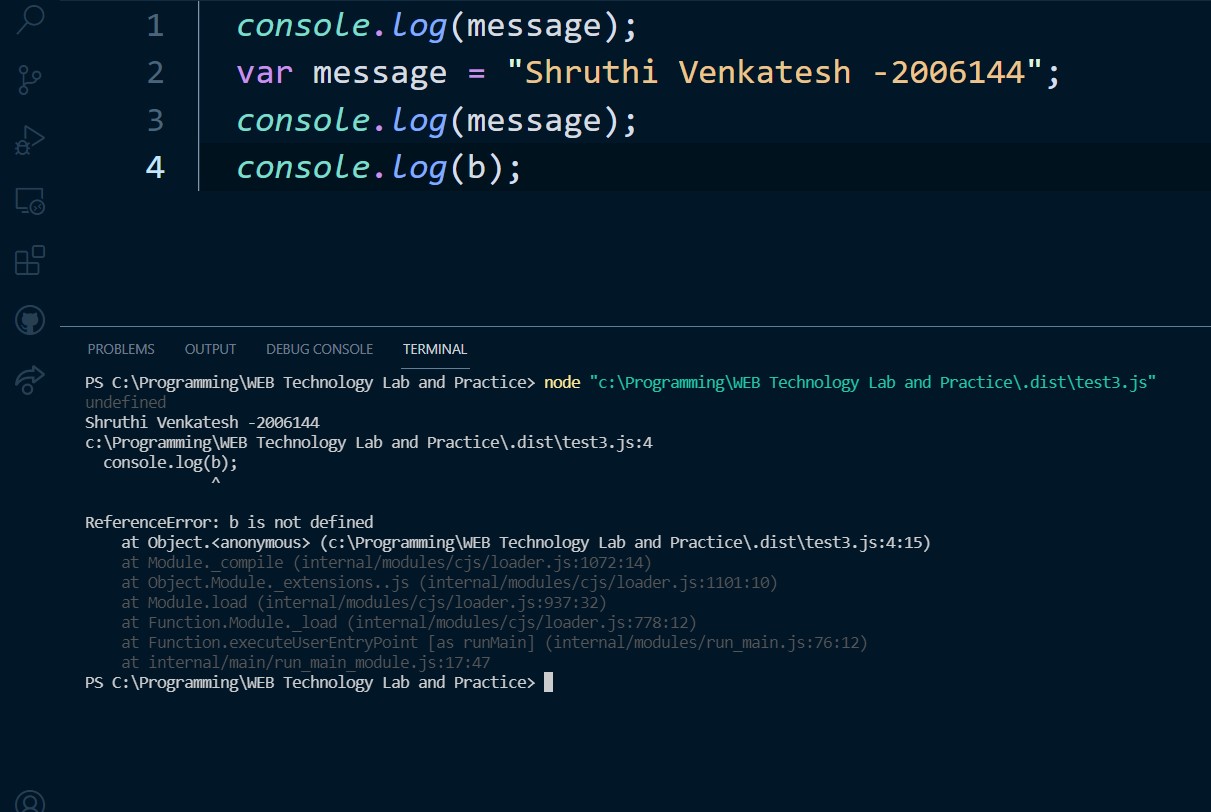 1 console.log(message);
2 var message = "Shruthi Venkatesh -2006144";
3 console.log(message);
4 console.log(b);
PROBLEMS OUTPUT DEBUG CONSOLE TERMINAL
PS C:\Programming\WEB Technology Lab and Practice> node "c:\Programming\WEB Technology Lab and Practice\.dist\test3.js"
undefined
Shruthi Venkatesh -2006144
c:\Programming\WEB Technology Lab and Practice\.dist\test3.js:4
  console.log(b);
              ^
ReferenceError: b is not defined
    at Object.<anonymous> (c:\Programming\WEB Technology Lab and Practice\.dist\test3.js:4:15)
    at Module._compile (internal/modules/cjs/loader.js:1072:14)
    at Object.Module._extensions..js (internal/modules/cjs/loader.js:1101:10)
    at Module.load (internal/modules/cjs/loader.js:937:32)
    at Function.Module._load (internal/modules/cjs/loader.js:778:12)
    at Function.executeUserEntryPoint [as runMain] (internal/modules/run_main.js:76:12)
    at internal/main/run_main_module.js:17:47
PS C:\Programming\WEB Technology Lab and Practice>